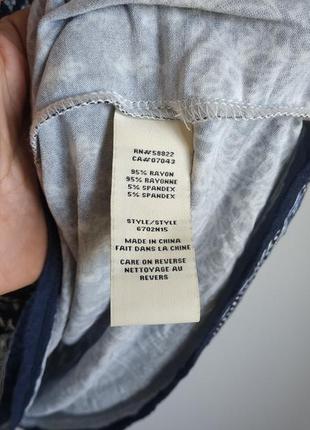 RN#58822
CA#07043
95% RAYON
95% RAYONNE
5% SPANDEX
5% SPANDEX
STYLE/STYLE
6702N15
MADE IN CHINA
FAIT DANS LA CHINE
CARE ON REVERSE
NETTOYAGE AU
REVERS